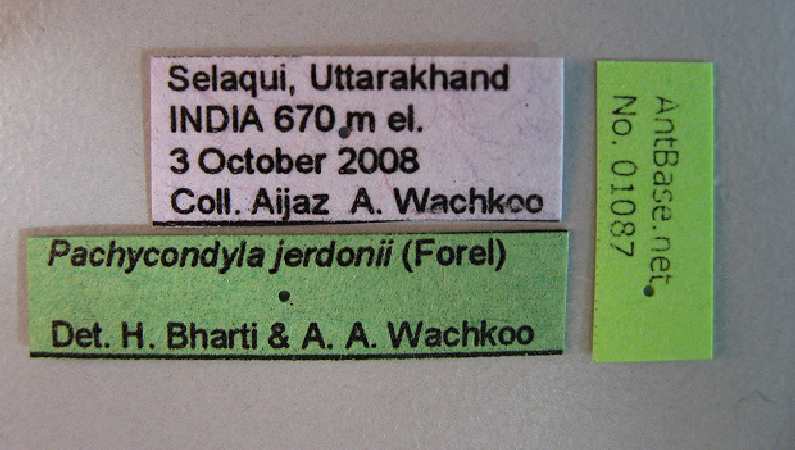 Selaqui, Uttarakhand
INDIA 670 m el.
3 October 2008
Coll. Aijaz A. Wachkoo
Pachycondyla jerdonii (Forel)
Det. H. Bharti & A. A. Wachkoo
AntBase.net
No. 01087